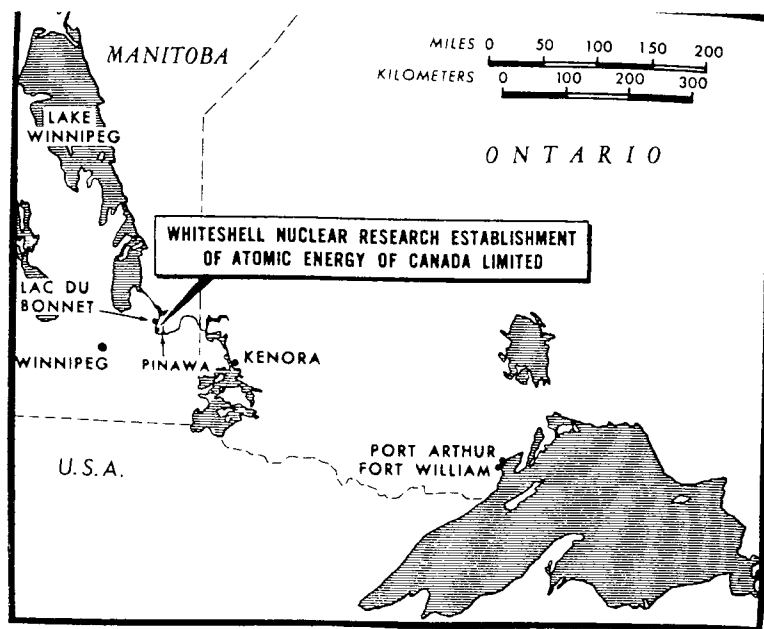 MANITOBA
MILES 0 50 100 150 200
KILOMETERS 0 100 200 300
LAKE
WINNIPEG
ONTARIO
WHITESHELL NUCLEAR RESEARCH ESTABLISHMENT
OF ATOMIC ENERGY OF CANADA LIMITED
LAC DU
BONNET
WINNIPEG
PINAWA
KENORA
U.S.A.
PORT ARTHUR
FORT WILLIAM